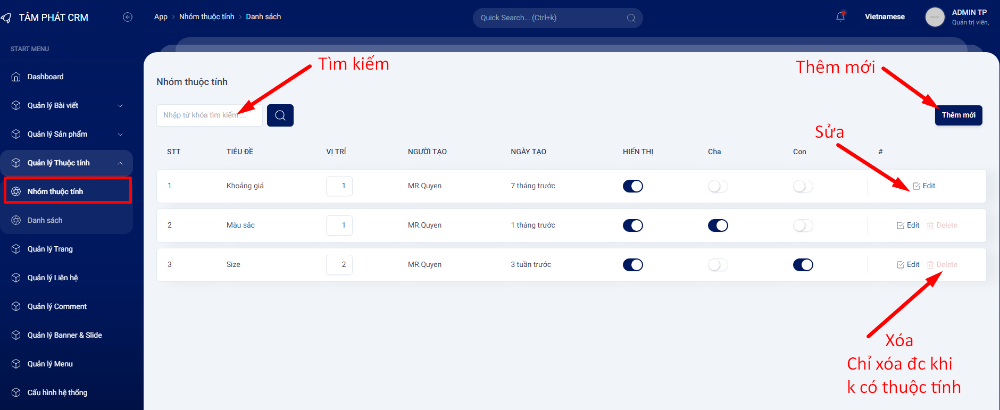 TÂM PHÁT CRM
App > Nhóm thuộc tính > Danh sách
Quick Search... (Ctrl+k)
Vietnamese
ADMIN TP
Quản trị viên,
START MENU
Dashboard
Quản lý Bài viết
Quản lý Sản phẩm
Quản lý Thuộc tính
Nhóm thuộc tính
Danh sách
Quản lý Trang
Quản lý Liên hệ
Quản lý Comment
Quản lý Banner & Slide
Quản lý Menu
Cấu hình hệ thống
Tìm kiếm
Thêm mới
Nhóm thuộc tính
Nhập từ khóa tìm kiếm ...
Thêm mới
Sửa
STT TIÊU ĐỀ VỊ TRÍ NGƯỜI TẠO NGÀY TẠO HIỂN THỊ Cha Con #
1 Khoảng giá 1 MR.Quyen 7 tháng trước Edit
2 Màu sắc 1 MR.Quyen 1 tháng trước Edit Delete
3 Size 2 MR.Quyen 3 tuần trước Edit Delete
Xóa
Chỉ xóa đc khi
k có thuộc tính